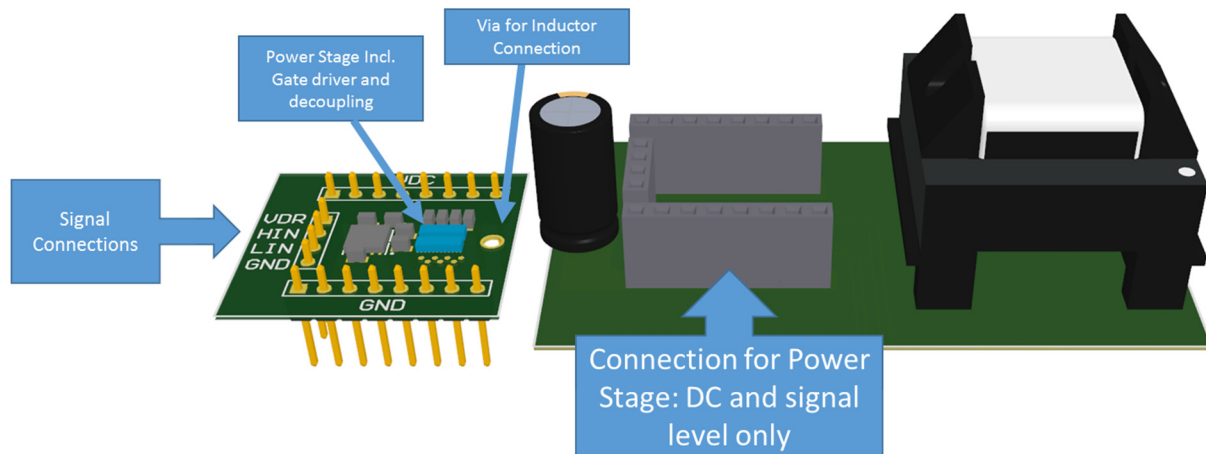 Via for Inductor
Connection
Power Stage Incl.
Gate driver and
decoupling
Signal
Connections
VDC
VDR
HIN
LIN
GND
GND
Connection for Power
Stage: DC and signal
level only